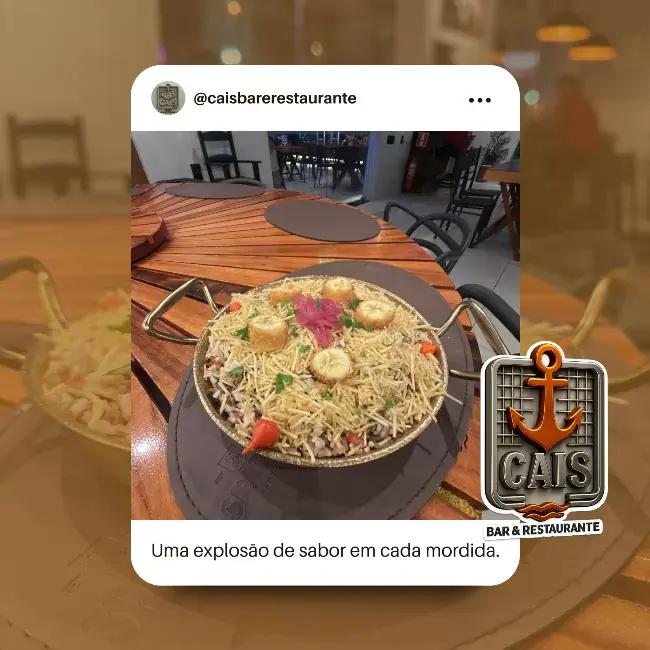 @caisbarerestaurante
CAIS
BAR & RESTAURANTE
Uma explosão de sabor em cada mordida.